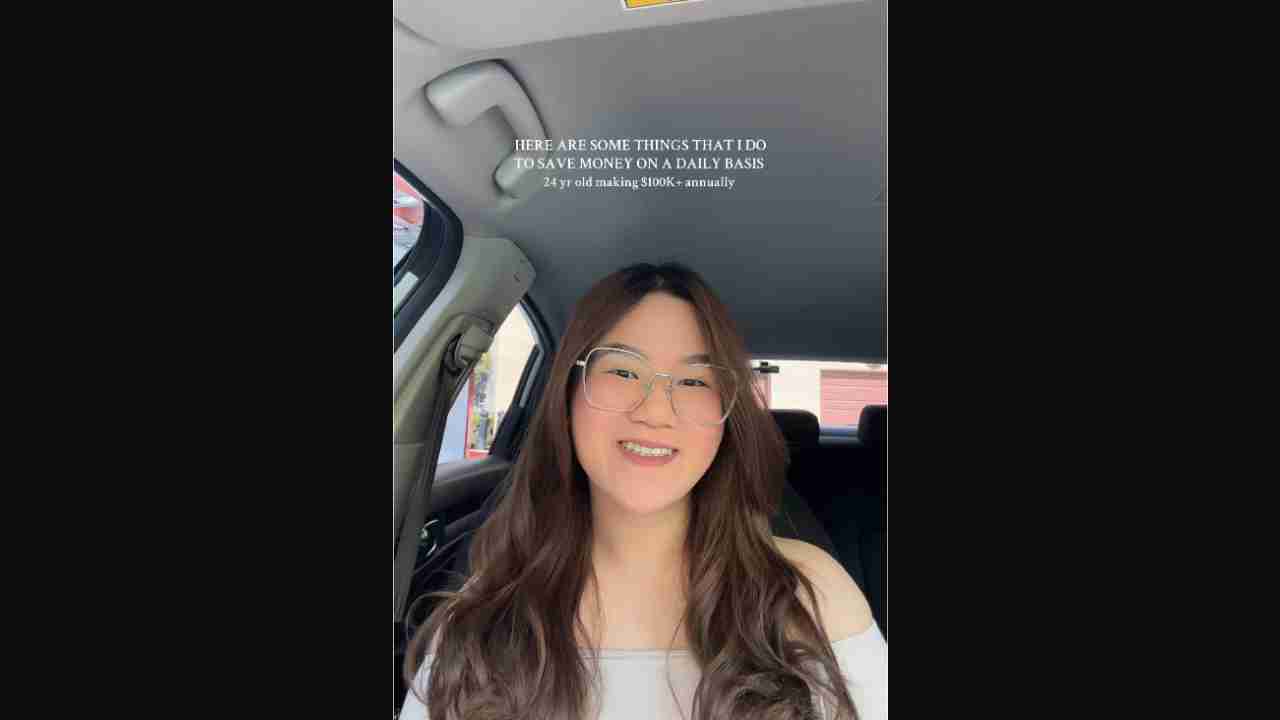 HERE ARE SOME THINGS THAT I DO
TO SAVE MONEY ON A DAILY BASIS
24 yr old making $100K+ annually